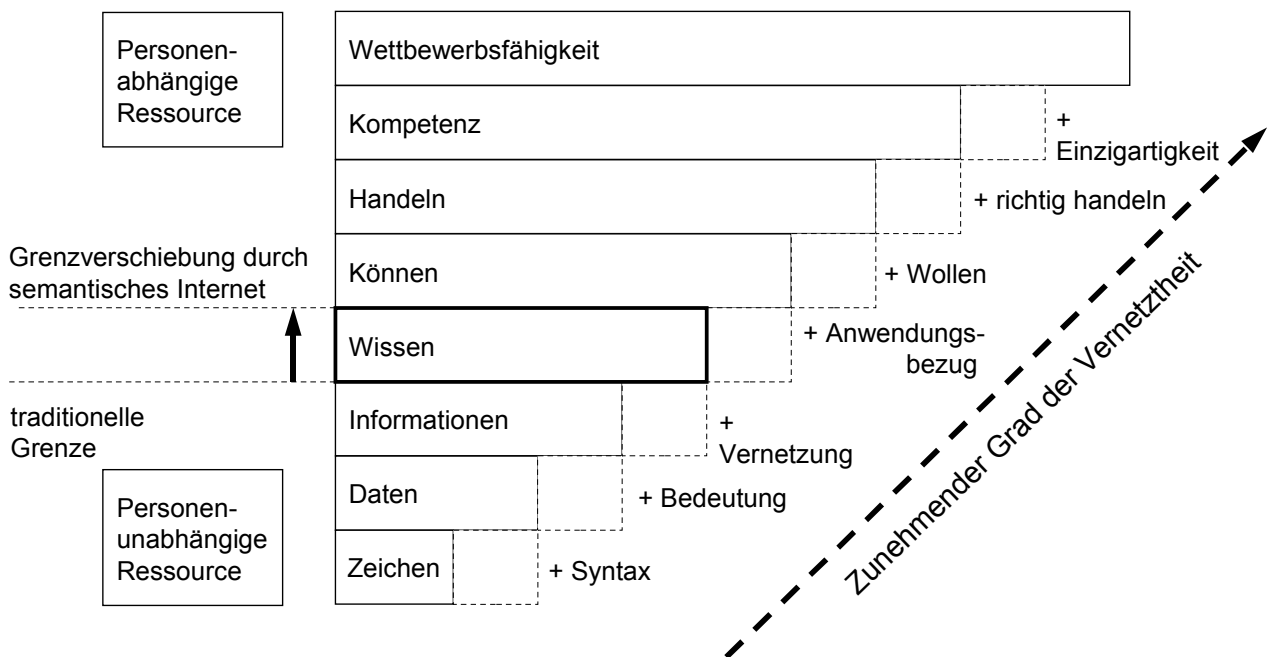 Personen-
abhängige
Ressource
Wettbewerbsfähigkeit
Kompetenz
+
Einzigartigkeit
Handeln
+ richtig handeln
Grenzverschiebung durch
semantisches Internet
Können
+ Wollen
Wissen
+ Anwendungs-
bezug
traditionelle
Grenze
Informationen
+
Vernetzung
Daten
+ Bedeutung
Personen-
unabhängige
Ressource
Zeichen
+ Syntax
Zunehmender Grad der Vernetztheit